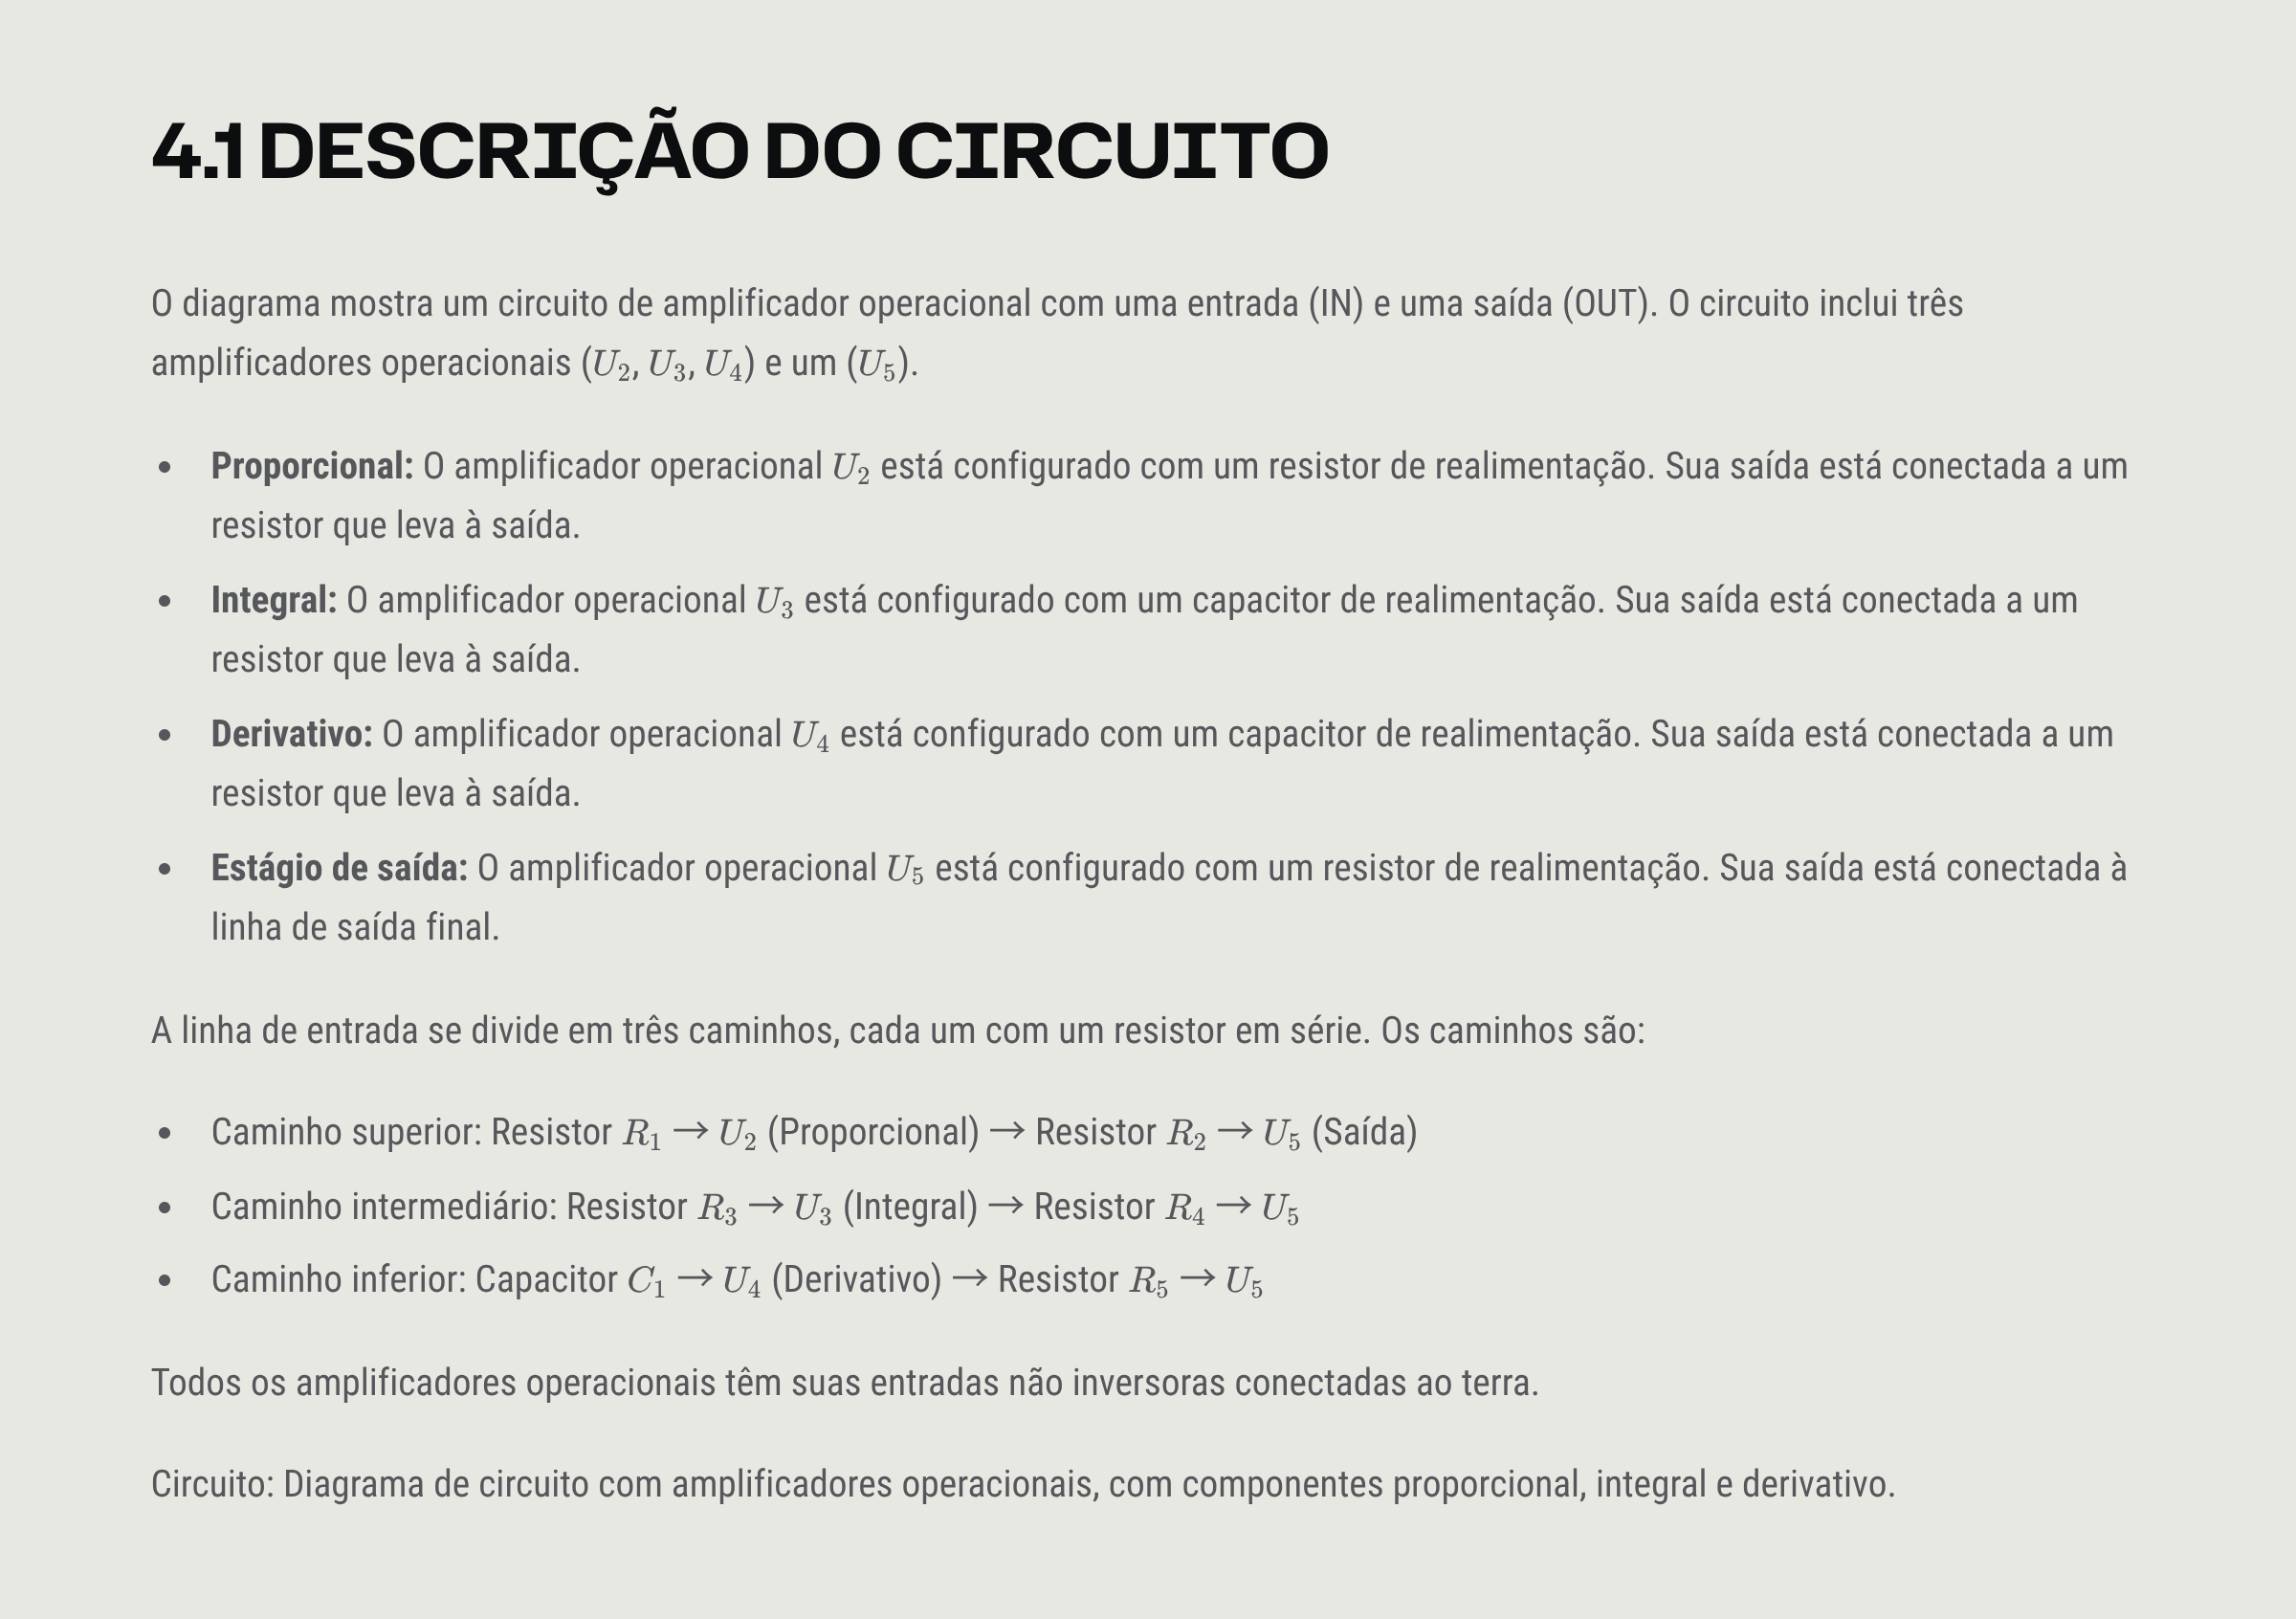 4.1 DESCRIÇÃO DO CIRCUITO
O diagrama mostra um circuito de amplificador operacional com uma entrada (IN) e uma saída (OUT). O circuito inclui três
amplificadores operacionais (U₂, U₃, U₄) e um (U₅).
• Proporcional: O amplificador operacional U₂ está configurado com um resistor de realimentação. Sua saída está conectada a um
resistor que leva à saída.
• Integral: O amplificador operacional U₃ está configurado com um capacitor de realimentação. Sua saída está conectada a um
resistor que leva à saída.
• Derivativo: O amplificador operacional U₄ está configurado com um capacitor de realimentação. Sua saída está conectada a um
resistor que leva à saída.
• Estágio de saída: O amplificador operacional U₅ está configurado com um resistor de realimentação. Sua saída está conectada à
linha de saída final.
A linha de entrada se divide em três caminhos, cada um com um resistor em série. Os caminhos são:
• Caminho superior: Resistor R₁ → U₂ (Proporcional) → Resistor R₂ → U₅ (Saída)
• Caminho intermediário: Resistor R₃ → U₃ (Integral) → Resistor R₄ → U₅
• Caminho inferior: Capacitor C₁ → U₄ (Derivativo) → Resistor R₅ → U₅
Todos os amplificadores operacionais têm suas entradas não inversoras conectadas ao terra.
Circuito: Diagrama de circuito com amplificadores operacionais, com componentes proporcional, integral e derivativo.